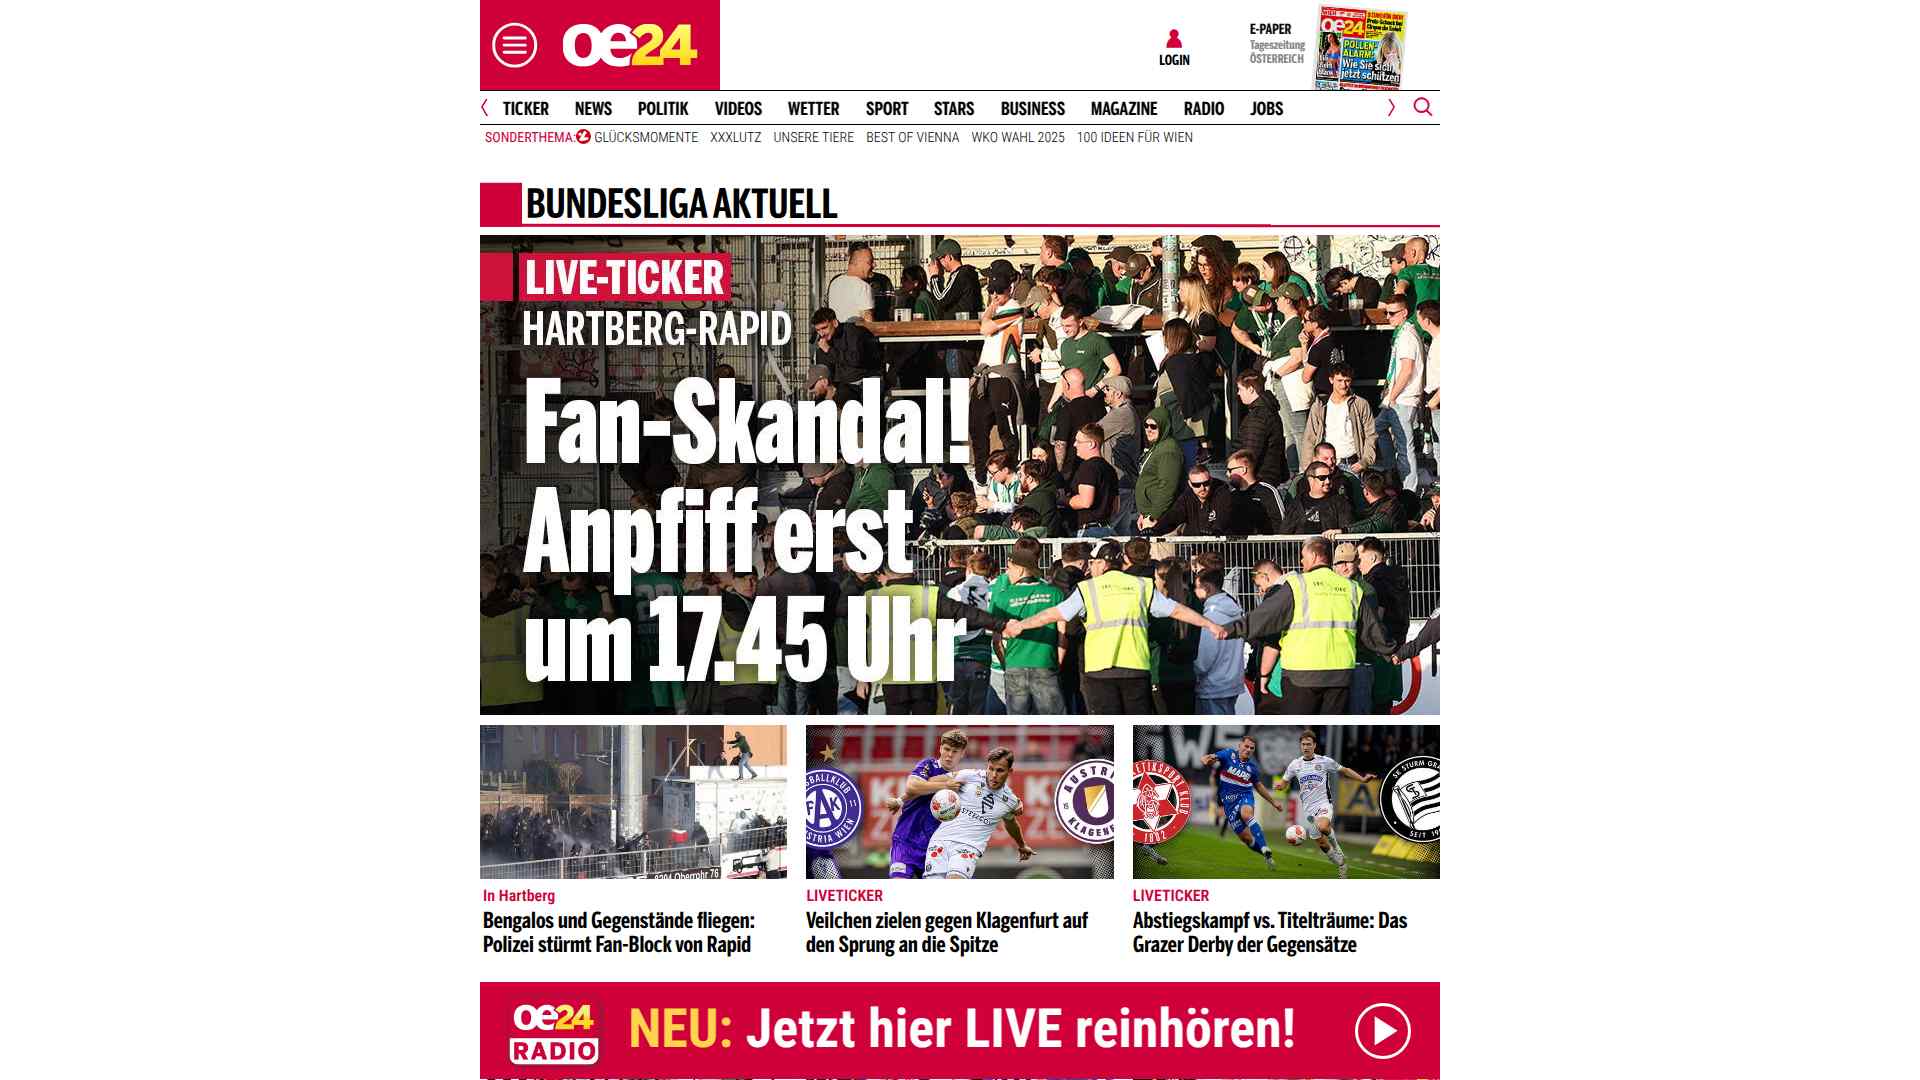 oe24
LOGIN
E-PAPER
Tageszeitung
ÖSTERREICH
oe24
POLLEN-
ALARM:
Wie Sie sich
jetzt schützen
TICKER NEWS POLITIK VIDEOS WETTER SPORT STARS BUSINESS MAGAZINE RADIO JOBS
SONDERTHEMA: GLÜCKSMOMENTE XXXLUTZ UNSERE TIERE BEST OF VIENNA WKO WAHL 2025 100 IDEEN FÜR WIEN
BUNDESLIGA AKTUELL
LIVE-TICKER
HARTBERG-RAPID
Fan-Skandal!
Anpfiff erst
um 17.45 Uhr
In Hartberg
Bengalos und Gegenstände fliegen:
Polizei stürmt Fan-Block von Rapid
LIVETICKER
Veilchen zielen gegen Klagenfurt auf
den Sprung an die Spitze
LIVETICKER
Abstiegskampf vs. Titelträume: Das
Grazer Derby der Gegensätze
oe24
RADIO
NEU: Jetzt hier LIVE reinhören!